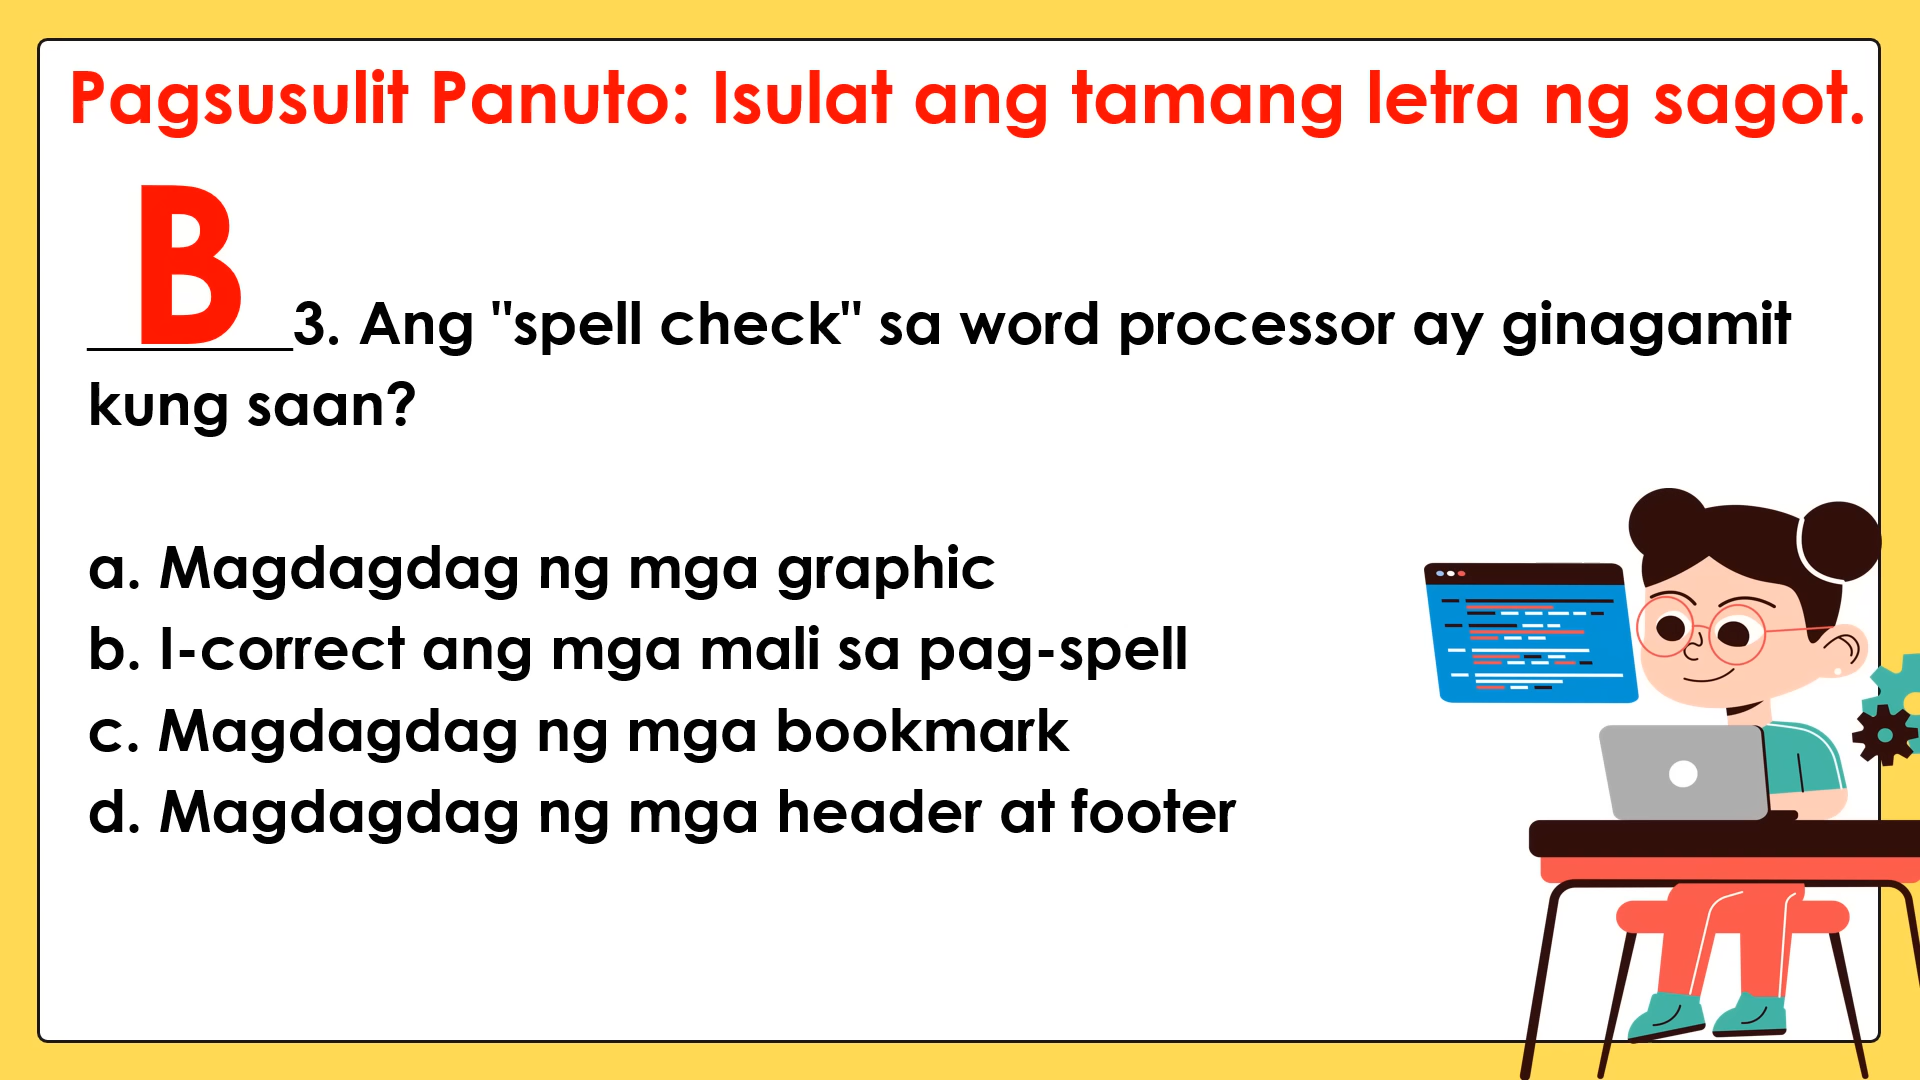 Pagsusulit Panuto: Isulat ang tamang letra ng sagot.
B
_______3. Ang "spell check" sa word processor ay ginagamit
kung saan?
a. Magdagdag ng mga graphic
b. I-correct ang mga mali sa pag-spell
c. Magdagdag ng mga bookmark
d. Magdagdag ng mga header at footer